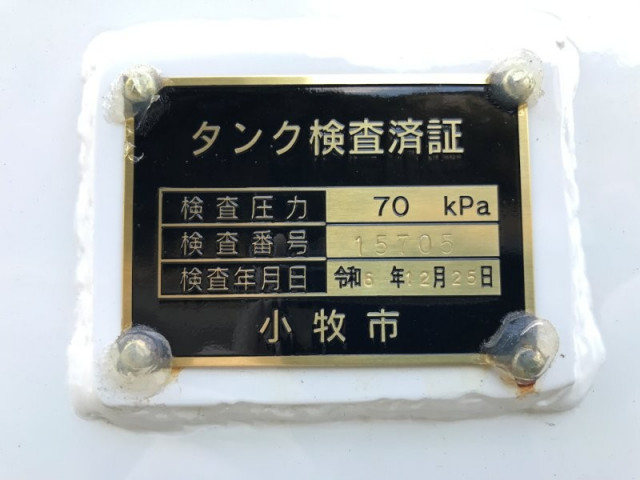 タンク検査済証
検査圧力 70 kPa
検査番号 15705
検査年月日 令和6年12月25日
小牧市